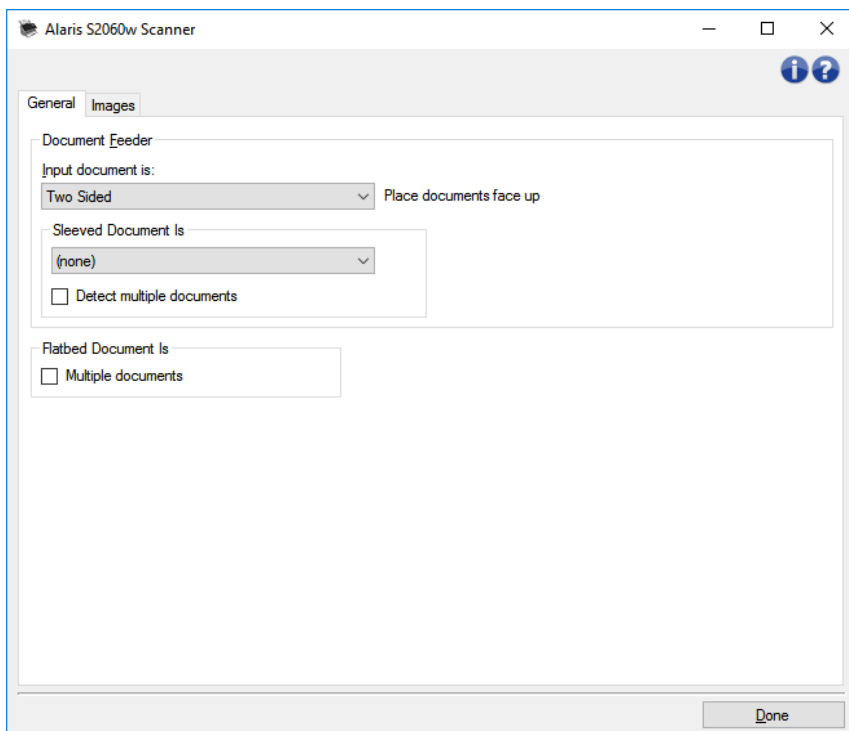 Alaris S2060w Scanner
i ?
General Images
Document Feeder
Input document is:
Two Sided Place documents face up
Sleeved Document Is
(none)
Detect multiple documents
Flatbed Document Is
Multiple documents
Done